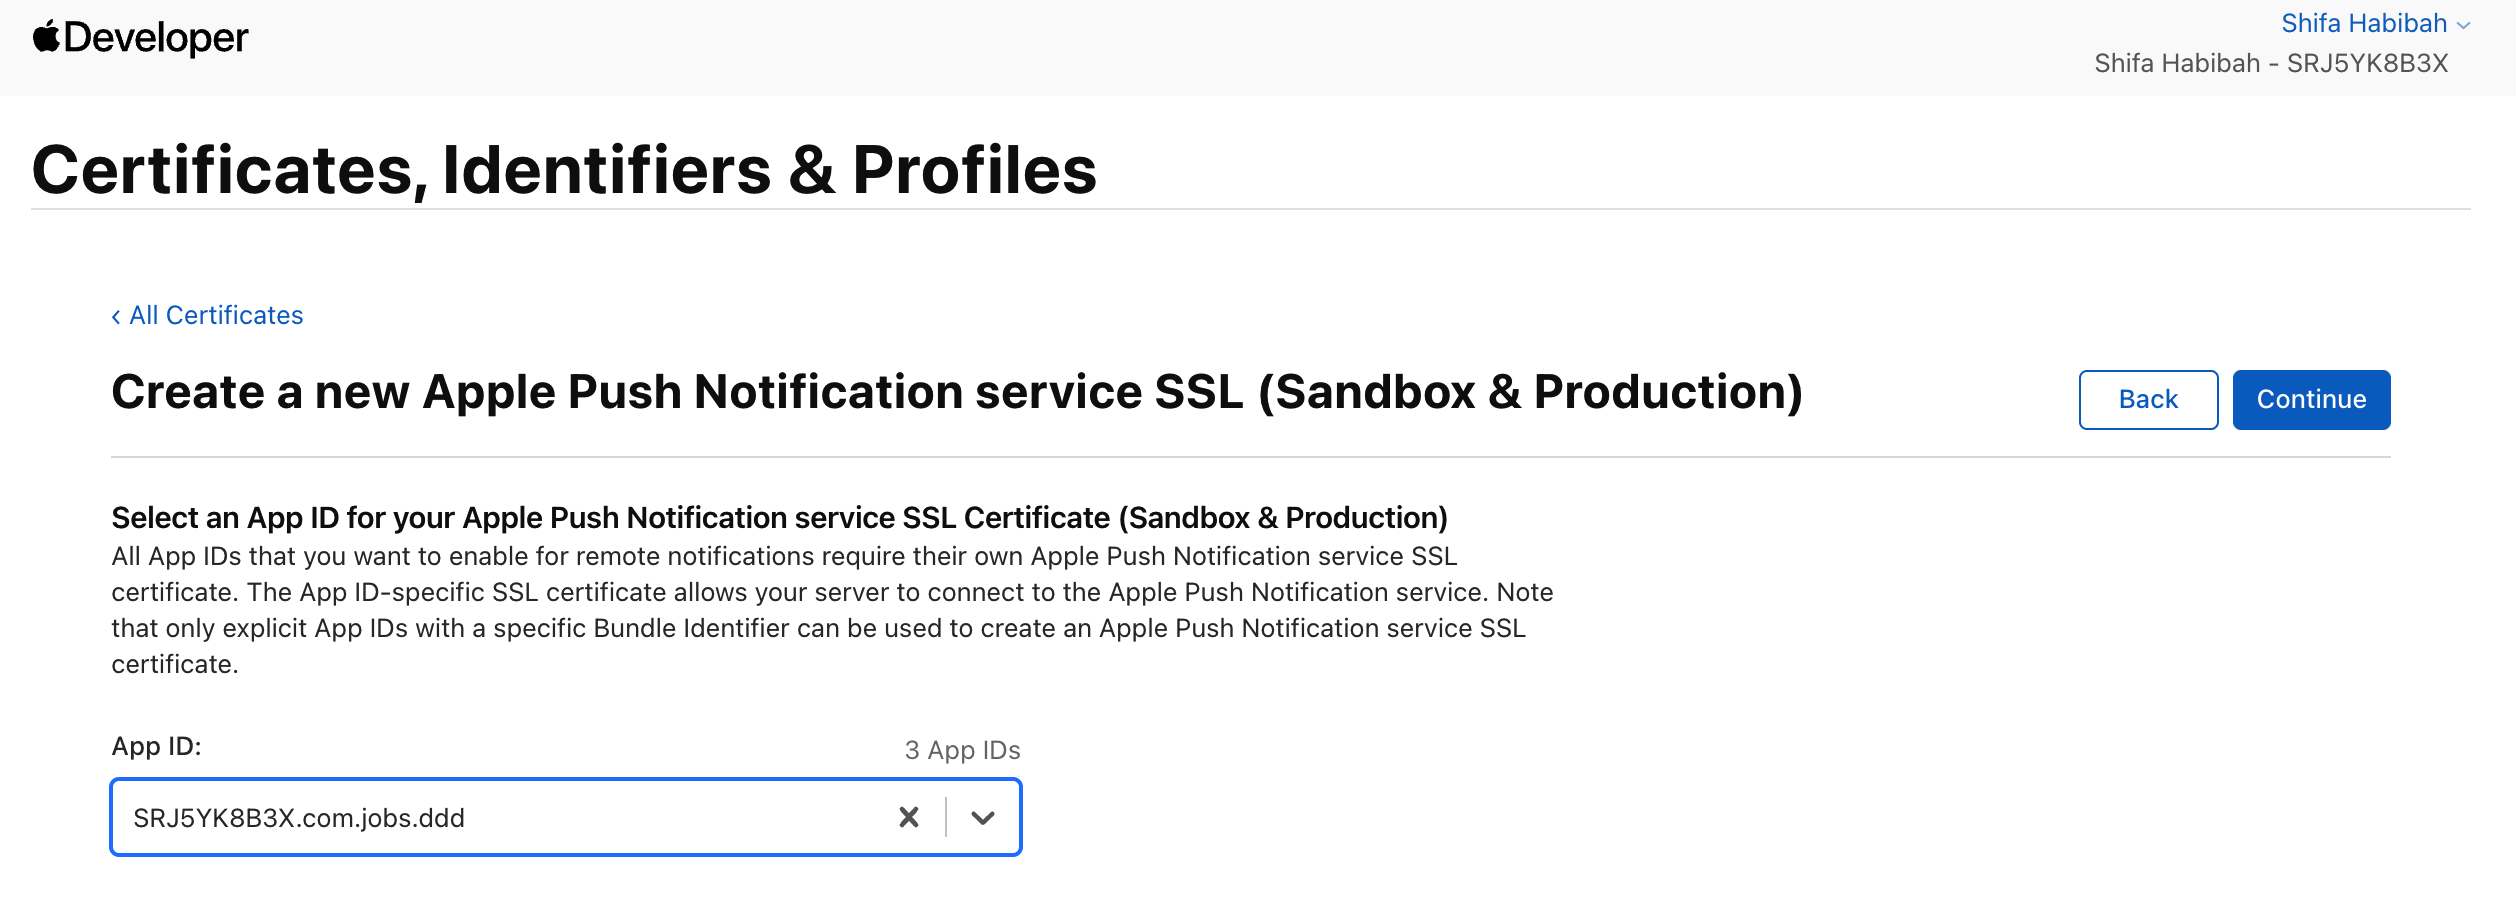 Developer
Shifa Habibah
Shifa Habibah - SRJ5YK8B3X
Certificates, Identifiers & Profiles
‹ All Certificates
Create a new Apple Push Notification service SSL (Sandbox & Production)
Back
Continue
Select an App ID for your Apple Push Notification service SSL Certificate (Sandbox & Production)
All App IDs that you want to enable for remote notifications require their own Apple Push Notification service SSL
certificate. The App ID-specific SSL certificate allows your server to connect to the Apple Push Notification service. Note
that only explicit App IDs with a specific Bundle Identifier can be used to create an Apple Push Notification service SSL
certificate.
App ID:
3 App IDs
SRJ5YK8B3X.com.jobs.ddd